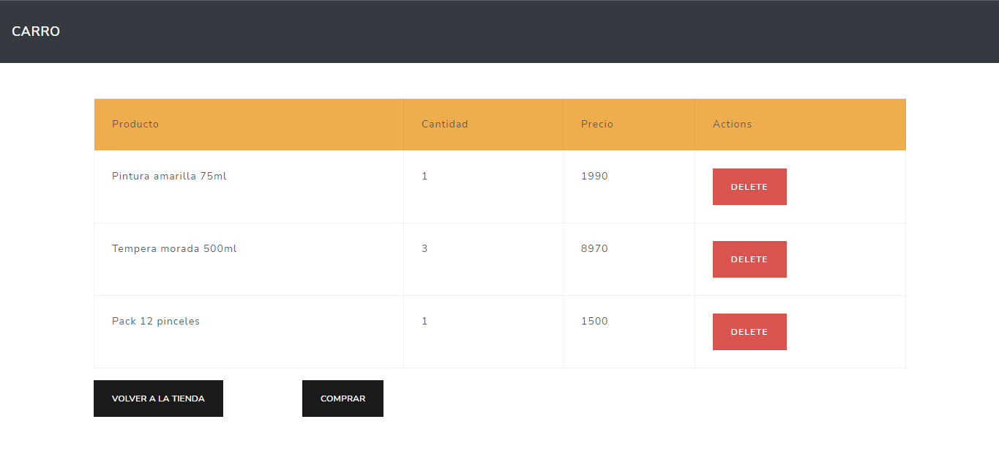 CARRO
Producto Cantidad Precio Actions
Pintura amarilla 75ml 1 1990 DELETE
Tempera morada 500ml 3 8970 DELETE
Pack 12 pinceles 1 1500 DELETE
VOLVER A LA TIENDA COMPRAR